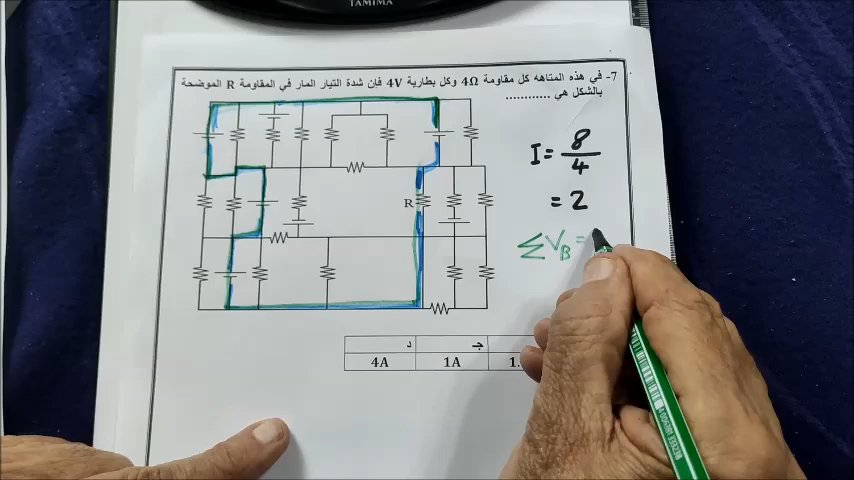 TAMIMA
7- في هذه المتاهه كل مقاومة 4Ω وكل بطارية 4V فان شدة التيار المار في المقاومة R الموضحة
بالشكل هي ............
R
I = 8/4
= 2
ΣV_B =
د جـ
4A 1A